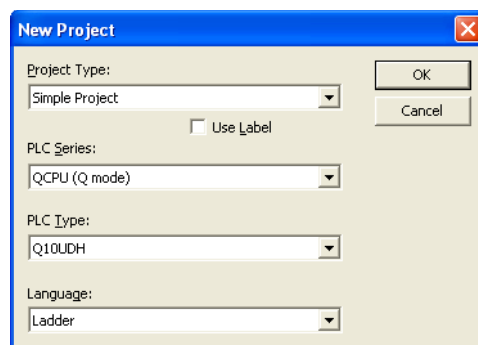 New Project
Project Type:
OK
Simple Project
Cancel
Use Label
PLC Series:
QCPU (Q mode)
PLC Type:
Q10UDH
Language:
Ladder